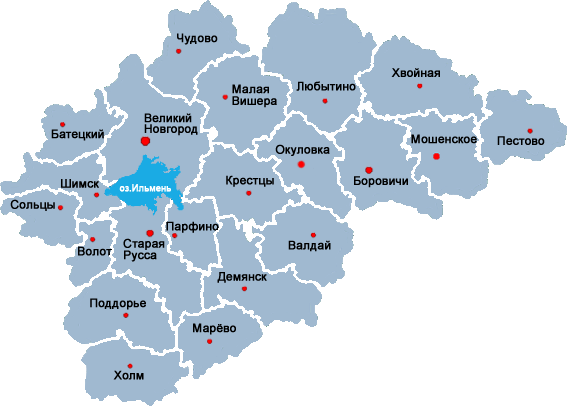 Чудово
Хвойная
Малая
Вишера
Любытино
Великий
Новгород
Батецкий
Мошенское
Пестово
Окуловка
Боровичи
Шимск
оз.Ильмень
Крестцы
Сольцы
Парфино
Старая
Русса
Волот
Валдай
Демянск
Поддорье
Марёво
Холм